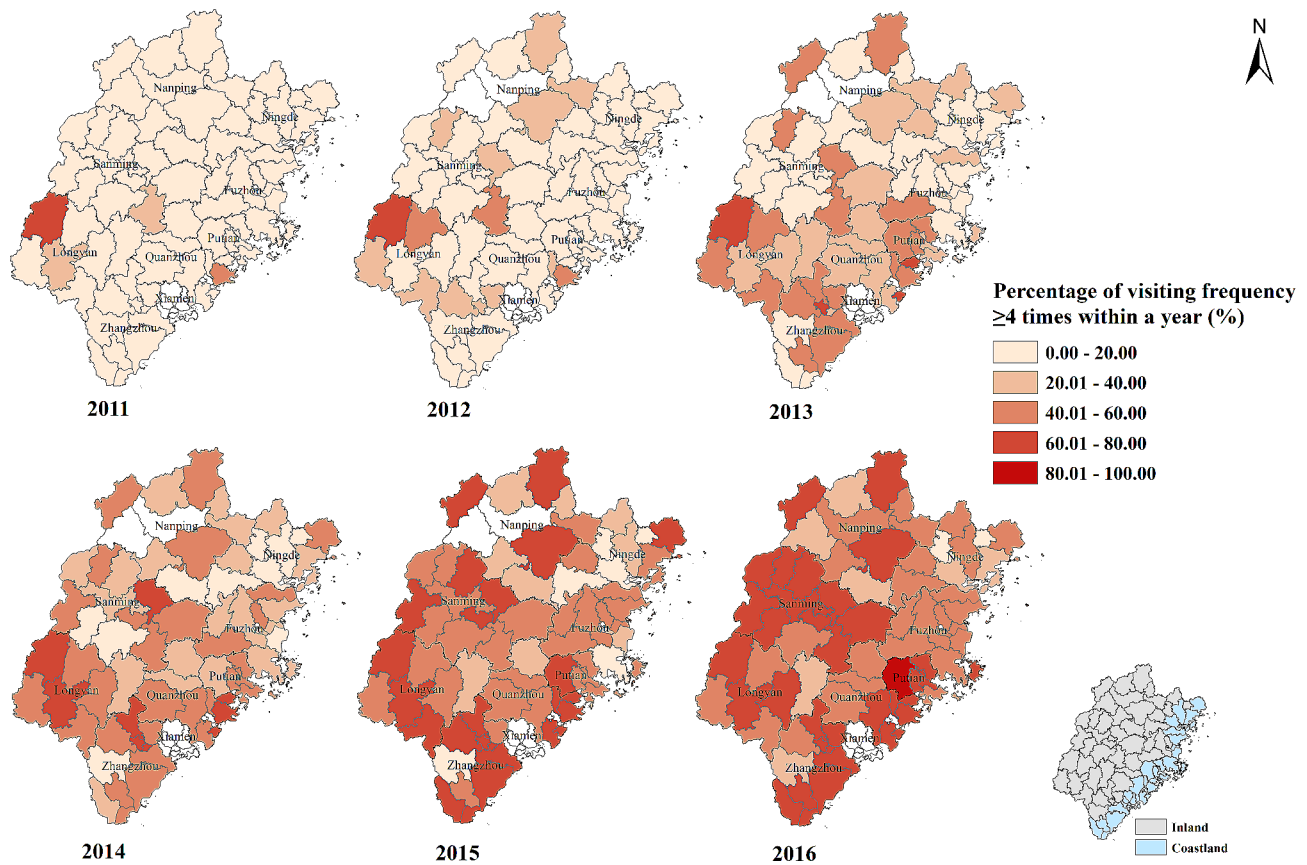 N
Nanping
Ningde
Sanming
Fuzhou
Longyan
Putian
Quanzhou
Xiamen
Zhangzhou
2011
Nanping
Ningde
Sanming
Fuzhou
Longyan
Putian
Quanzhou
Xiamen
Zhangzhou
2012
Nanping
Ningde
Sanming
Fuzhou
Longyan
Putian
Quanzhou
Xiamen
Zhangzhou
2013
Percentage of visiting frequency
≥4 times within a year (%)
0.00 - 20.00
20.01 - 40.00
40.01 - 60.00
60.01 - 80.00
80.01 - 100.00
Nanping
Ningde
Sanming
Fuzhou
Longyan
Putian
Quanzhou
Xiamen
Zhangzhou
2014
Nanping
Ningde
Sanming
Fuzhou
Longyan
Putian
Quanzhou
Xiamen
Zhangzhou
2015
Nanping
Ningde
Sanming
Fuzhou
Longyan
Putian
Quanzhou
Xiamen
Zhangzhou
2016
Inland
Coastland